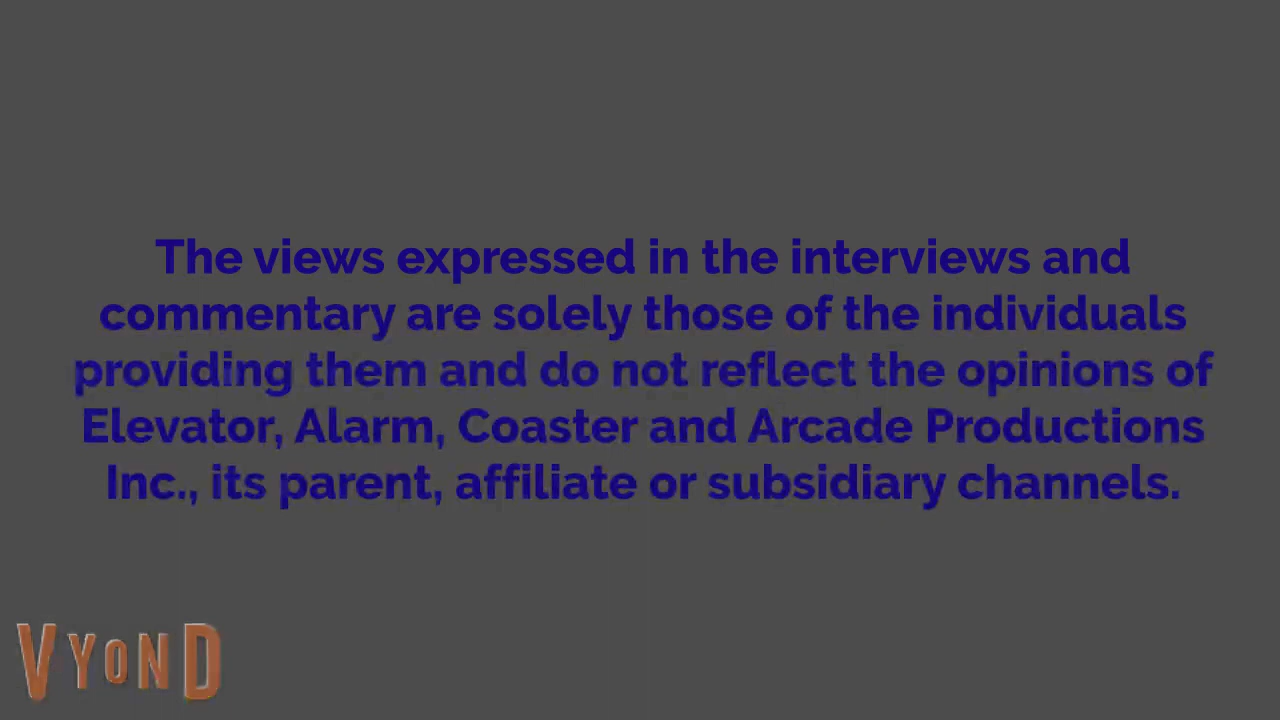 The views expressed in the interviews and
commentary are solely those of the individuals
providing them and do not reflect the opinions of
Elevator, Alarm, Coaster and Arcade Productions
Inc., its parent, affiliate or subsidiary channels.
VYOND